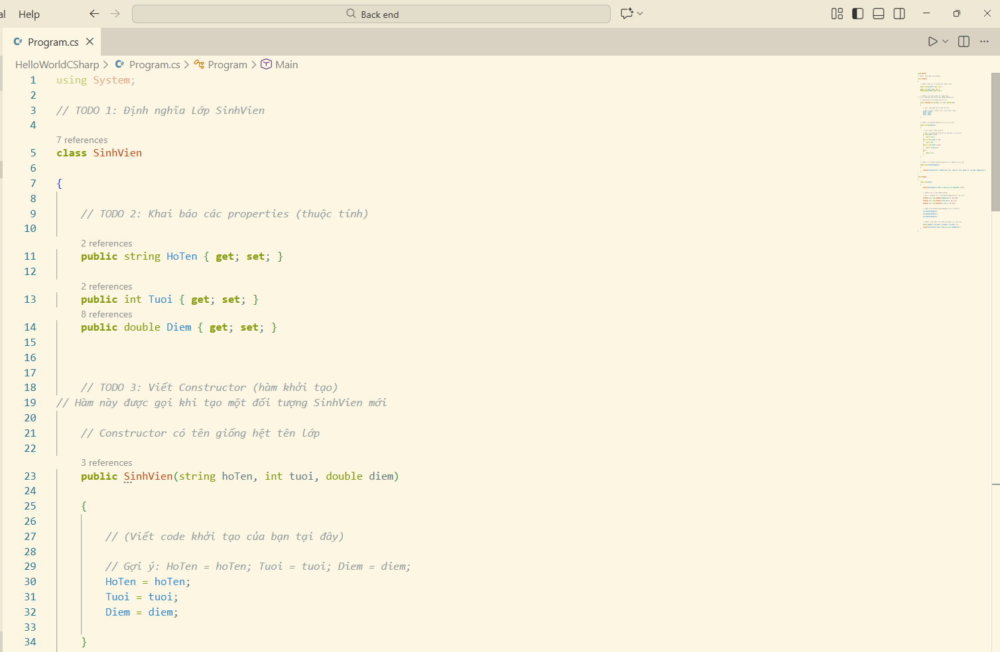 al Help Back end
Program.cs
HelloWorldCSharp > Program.cs > Program > Main
1 using System;
2
3 // TODO 1: Định nghĩa Lớp SinhVien
4
7 references
5 class SinhVien
6
7 {
8
9 // TODO 2: Khai báo các properties (thuộc tính)
10
2 references
11 public string HoTen { get; set; }
12
2 references
13 public int Tuoi { get; set; }
8 references
14 public double Diem { get; set; }
15
16
17
18 // TODO 3: Viết Constructor (hàm khởi tạo)
19 // Hàm này được gọi khi tạo một đối tượng SinhVien mới
20
21 // Constructor có tên giống hệt tên lớp
22
3 references
23 public SinhVien(string hoTen, int tuoi, double diem)
24
25 {
26
27 // (Viết code khởi tạo của bạn tại đây)
28
29 // Gợi ý: HoTen = hoTen; Tuoi = tuoi; Diem = diem;
30 HoTen = hoTen;
31 Tuoi = tuoi;
32 Diem = diem;
33
34 }